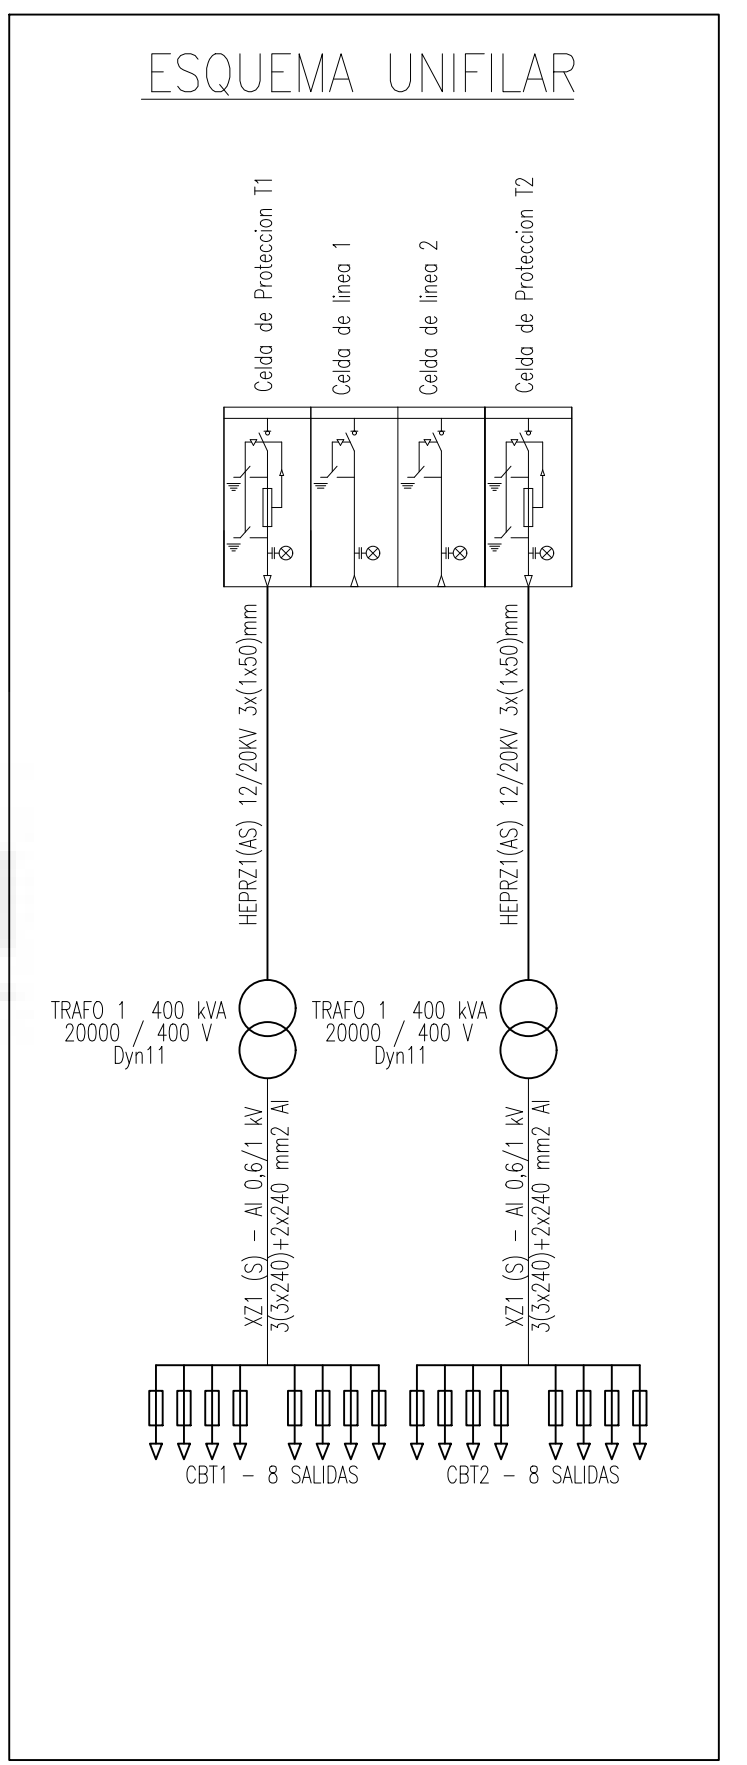 ESQUEMA UNIFILAR
Celda de Proteccion T1
Celda de linea 1
Celda de linea 2
Celda de Proteccion T2
HEPRZ1(AS) 12/20KV 3x(1x50)mm
HEPRZ1(AS) 12/20KV 3x(1x50)mm
TRAFO 1 400 kVA
20000 / 400 V
Dyn11
TRAFO 1 400 kVA
20000 / 400 V
Dyn11
XZ1 (S) - Al 0,6/1 kV
3(3x240)+2x240 mm2 Al
XZ1 (S) - Al 0,6/1 kV
3(3x240)+2x240 mm2 Al
CBT1 - 8 SALIDAS
CBT2 - 8 SALIDAS